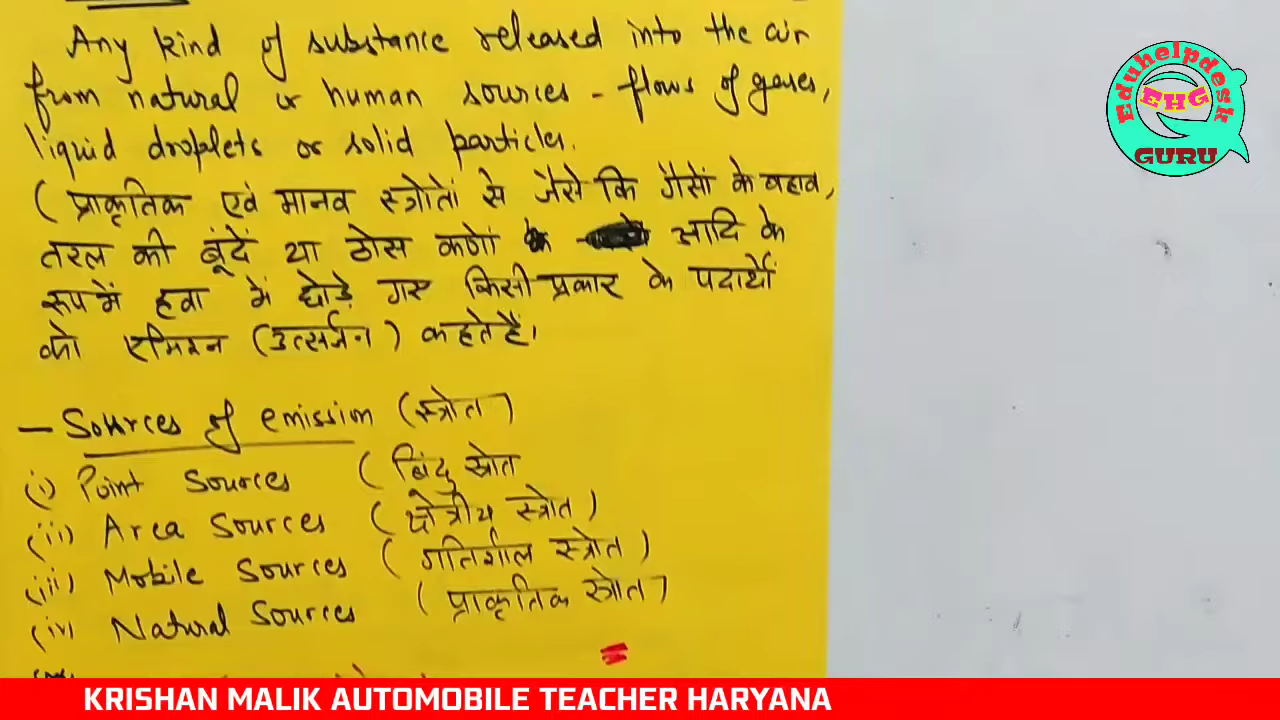 Any kind of substance released into the air
from natural or human sources - flows of gases,
liquid droplets or solid particles.
( प्राकृतिक एवं मानव स्त्रोतों से जैसे कि गैसों के बहाव,
तरल की बूंदें या ठोस कणों के आदि के
रूप में हवा में छोड़े गए किसी प्रकार के पदार्थों
को एमिशन (उत्सर्जन) कहते हैं।
- Sources of emission (स्त्रोत)
(i) Point Sources ( बिंदु स्रोत
(ii) Area Sources ( क्षेत्रीय स्त्रोत)
(iii) Mobile Sources ( गतिशील स्त्रोत )
(iv) Natural Sources ( प्राकृतिक स्त्रोत)
Eduhelpdesk
EHG
GURU
KRISHAN MALIK AUTOMOBILE TEACHER HARYANA